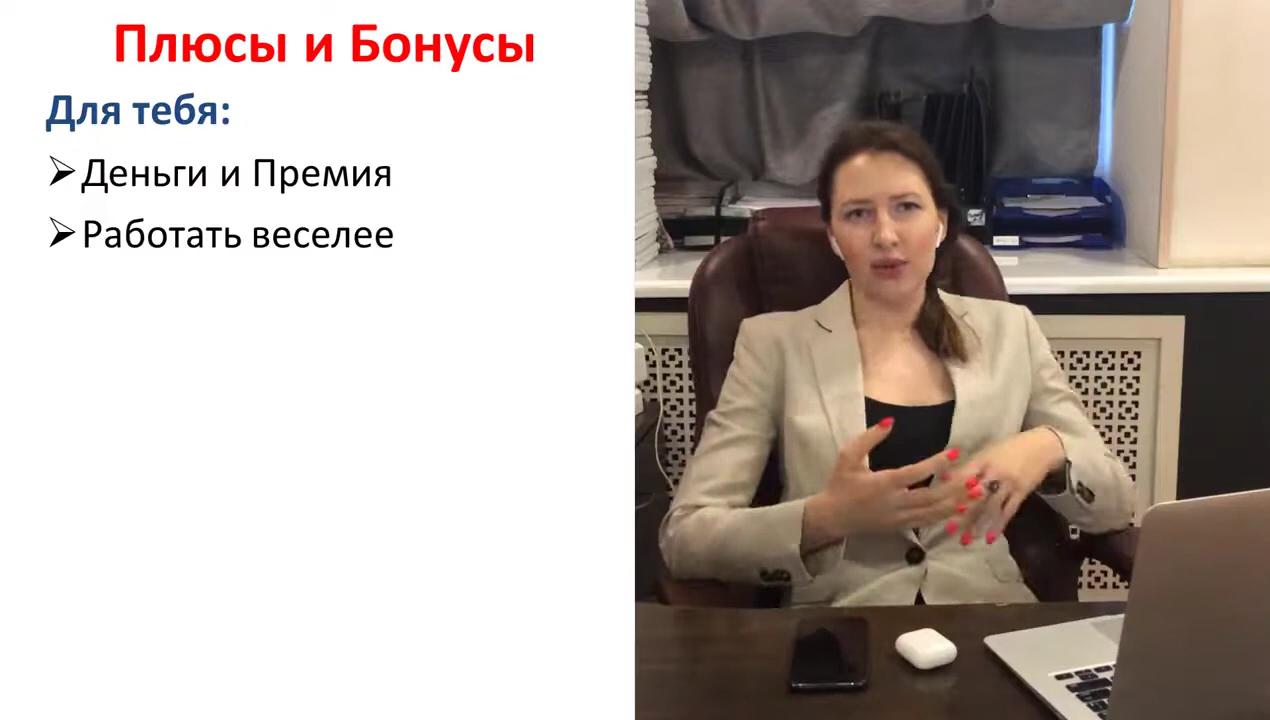 Плюсы и Бонусы
Для тебя:
Деньги и Премия
Работать веселее